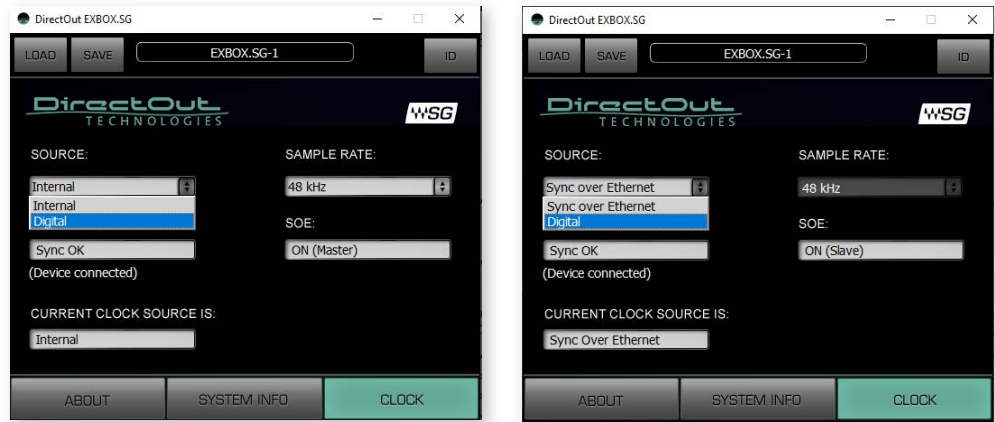 DirectOut EXBOX.SG
LOAD SAVE EXBOX.SG-1 ID
DirectOut
TECHNOLOGIES
SG
SOURCE: SAMPLE RATE:
Internal 48 kHz
Internal
Digital SOE:
Sync OK ON (Master)
(Device connected)
CURRENT CLOCK SOURCE IS:
Internal
ABOUT SYSTEM INFO CLOCK
DirectOut EXBOX.SG
LOAD SAVE EXBOX.SG-1 ID
DirectOut
TECHNOLOGIES
SG
SOURCE: SAMPLE RATE:
Sync over Ethernet 48 kHz
Sync over Ethernet
Digital SOE:
Sync OK ON (Slave)
(Device connected)
CURRENT CLOCK SOURCE IS:
Sync Over Ethernet
ABOUT SYSTEM INFO CLOCK